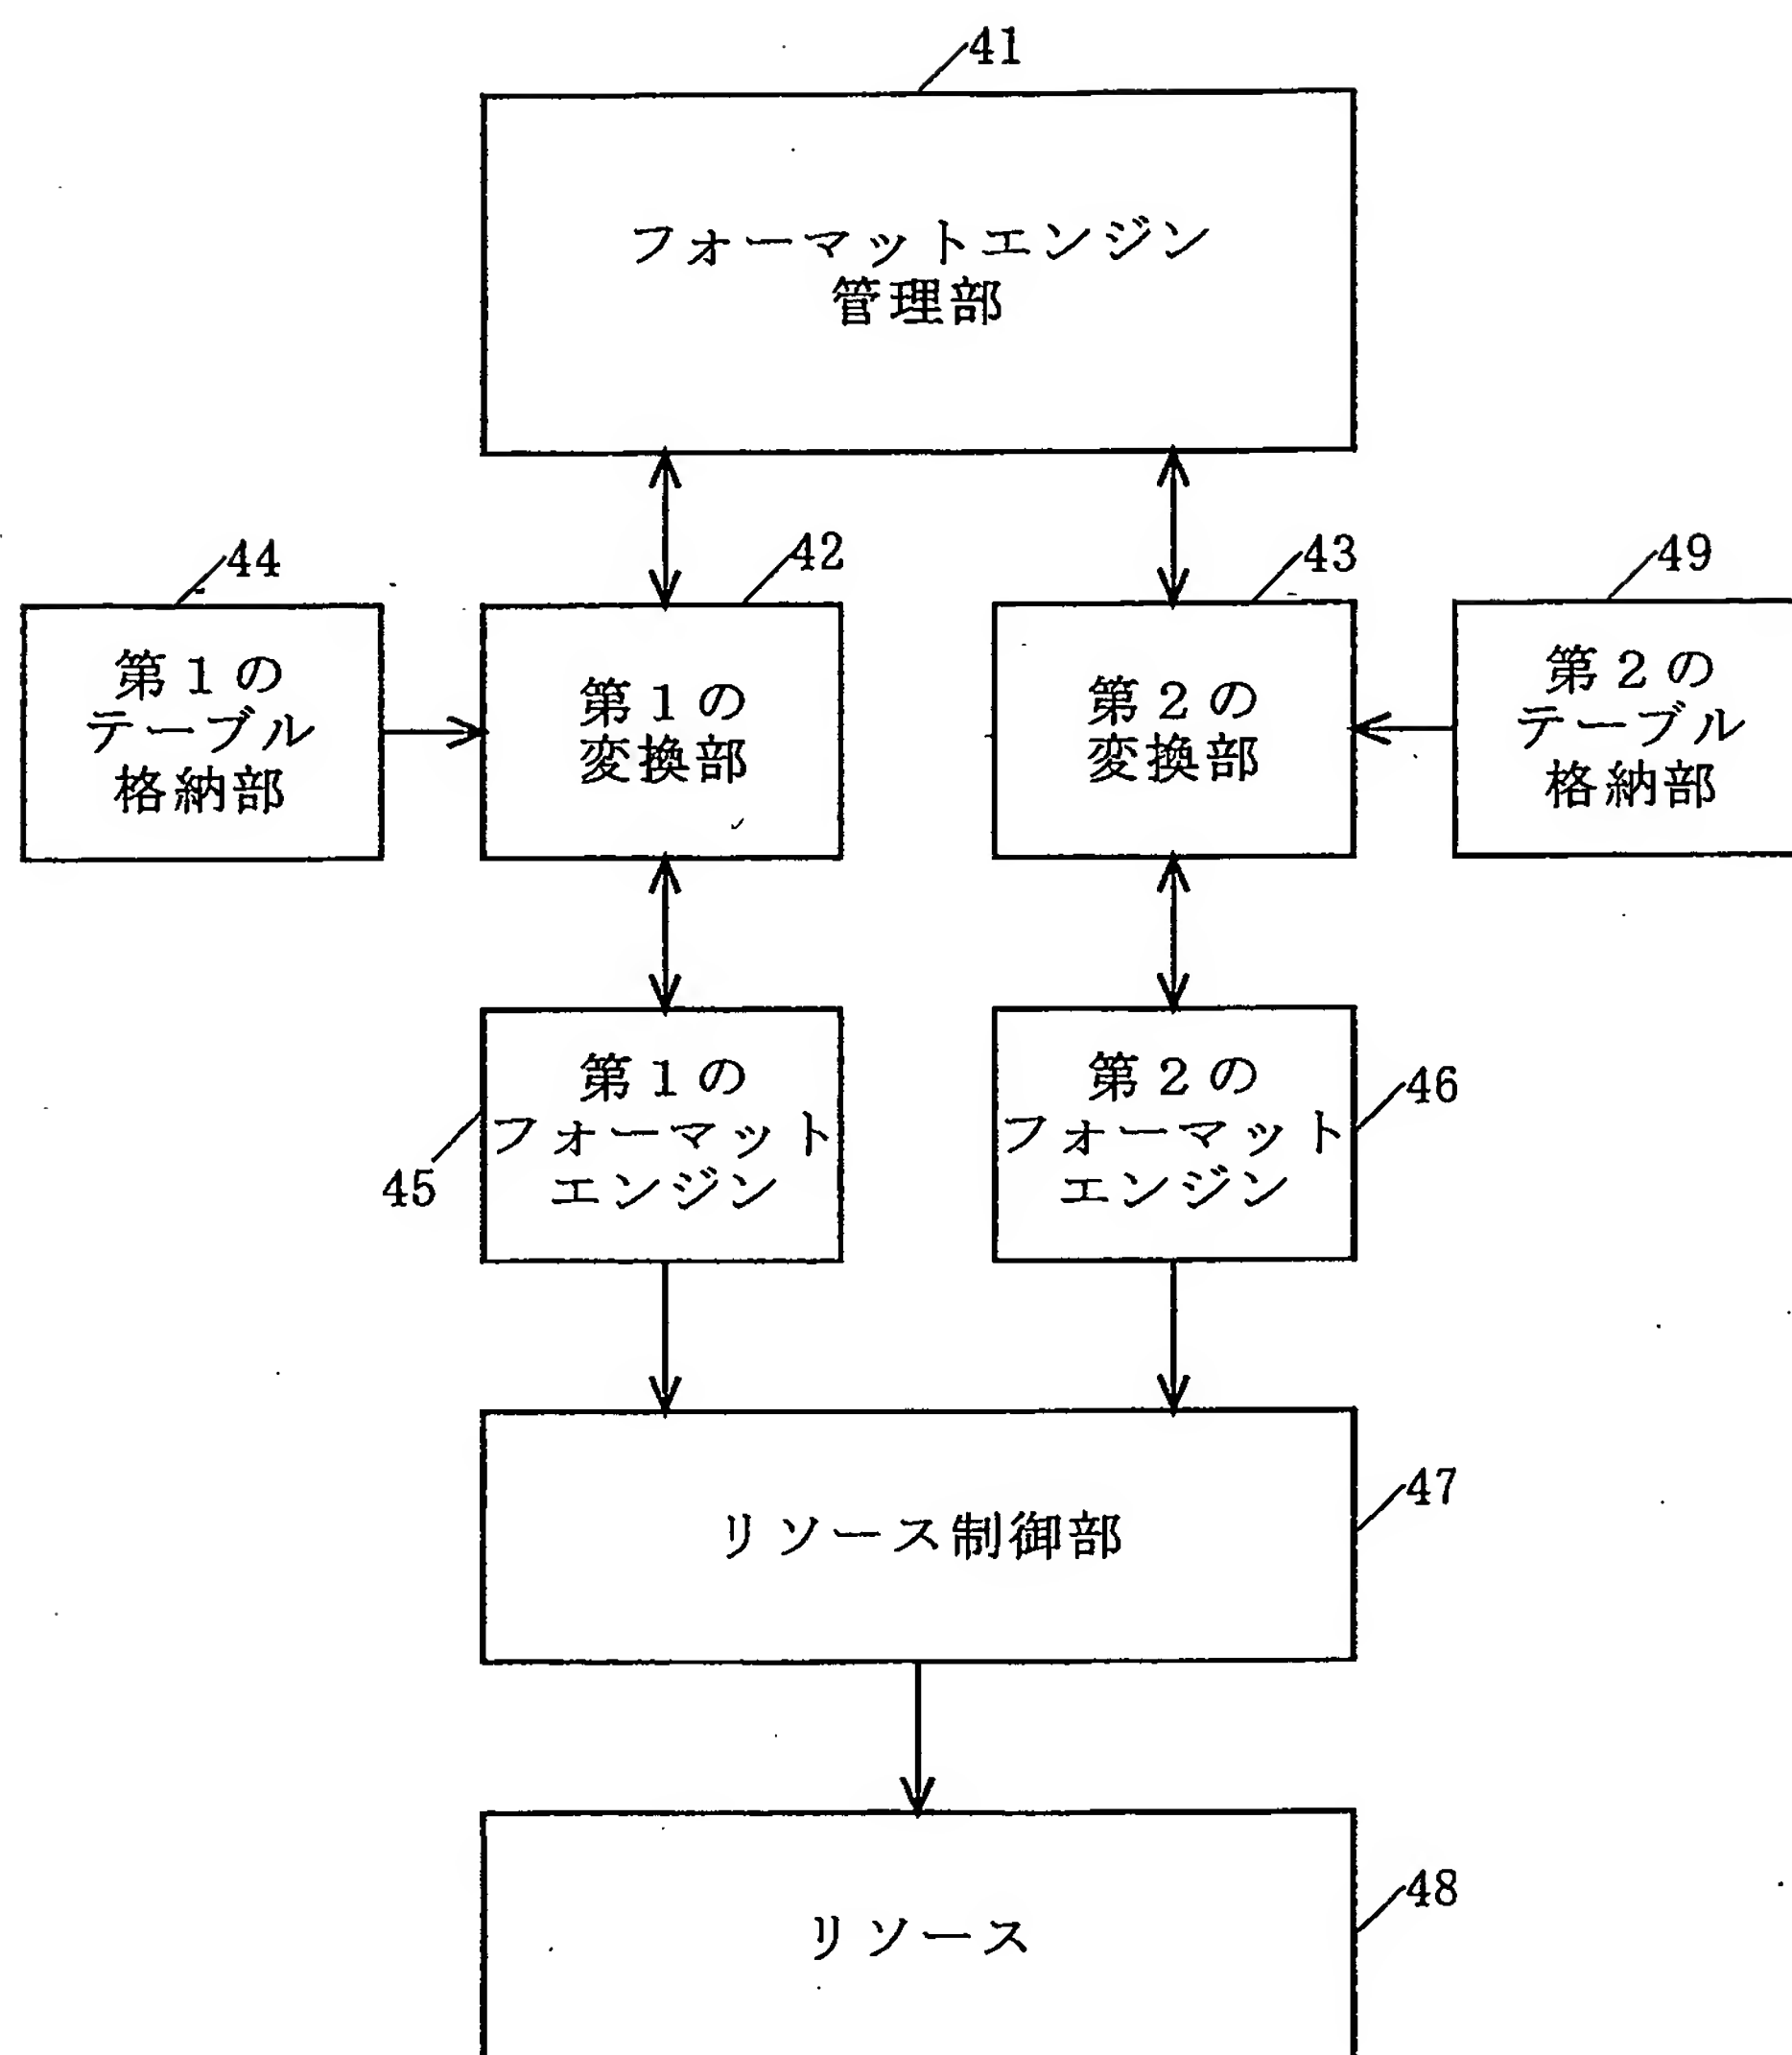 41
フォーマットエンジン
管理部
44
42
43
49
第1の
テーブル
格納部
第1の
変換部
第2の
変換部
第2の
テーブル
格納部
第1の
フォーマット
エンジン
45
第2の
フォーマット
エンジン
46
リソース制御部
47
リソース
48